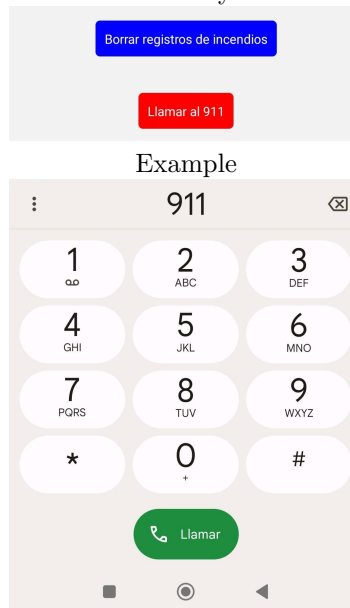 Borrar registros de incendios
Llamar al 911
Example
911
1 2 3
ABC DEF
4 5 6
GHI JKL MNO
7 8 9
PQRS TUV WXYZ
* 0 #
+
Llamar